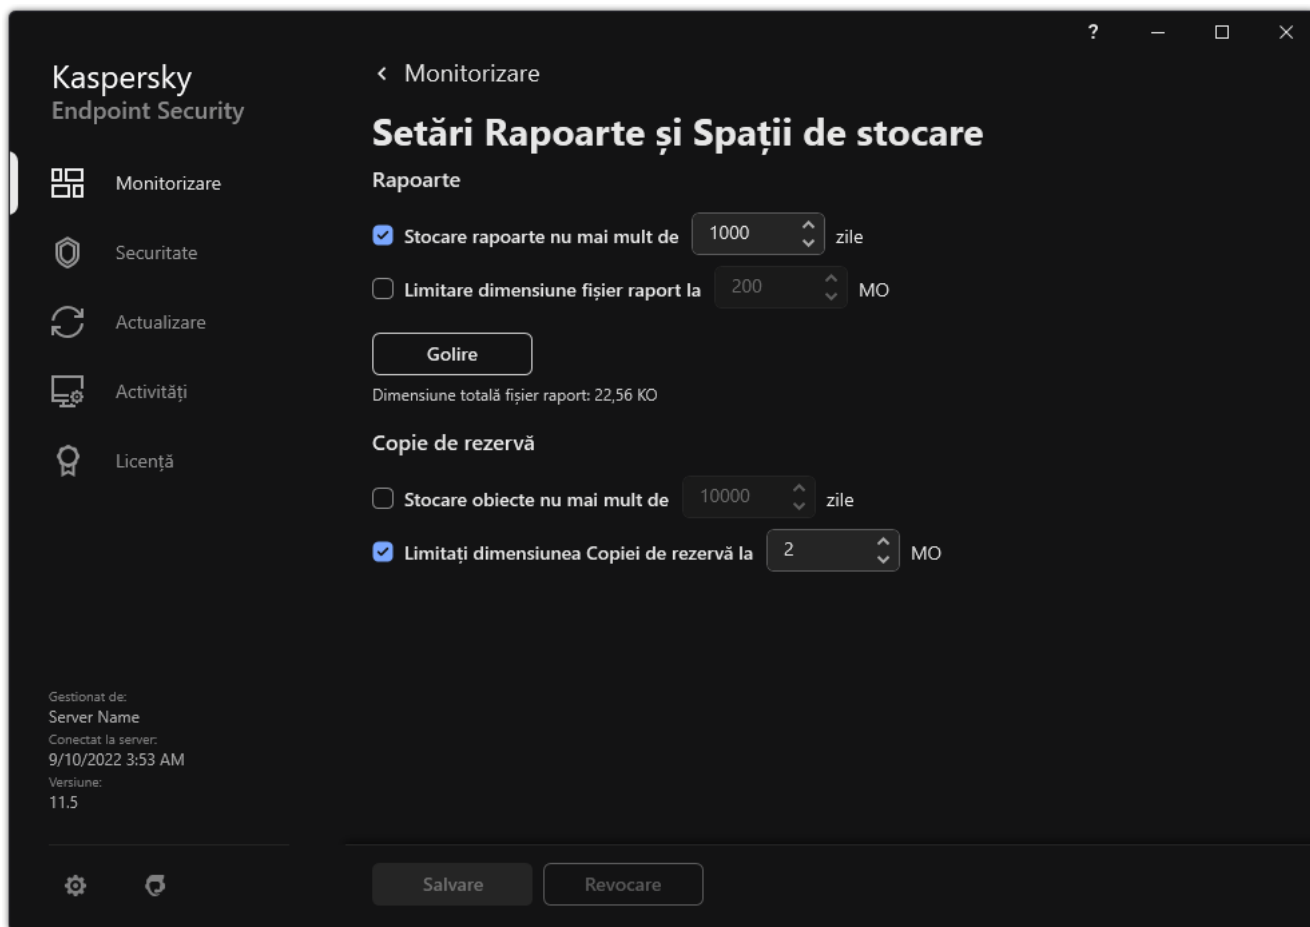 ?
Kaspersky
Endpoint Security
Monitorizare
Securitate
Actualizare
Activități
Licență
Gestionat de:
Server Name
Conectat la server:
9/10/2022 3:53 AM
Versiune:
11.5
Monitorizare
Setări Rapoarte și Spații de stocare
Rapoarte
Stocare rapoarte nu mai mult de 1000 zile
Limitare dimensiune fișier raport la 200 MO
Golire
Dimensiune totală fișier raport: 22,56 KO
Copie de rezervă
Stocare obiecte nu mai mult de 10000 zile
Limitați dimensiunea Copiei de rezervă la 2 MO
Salvare Revocare